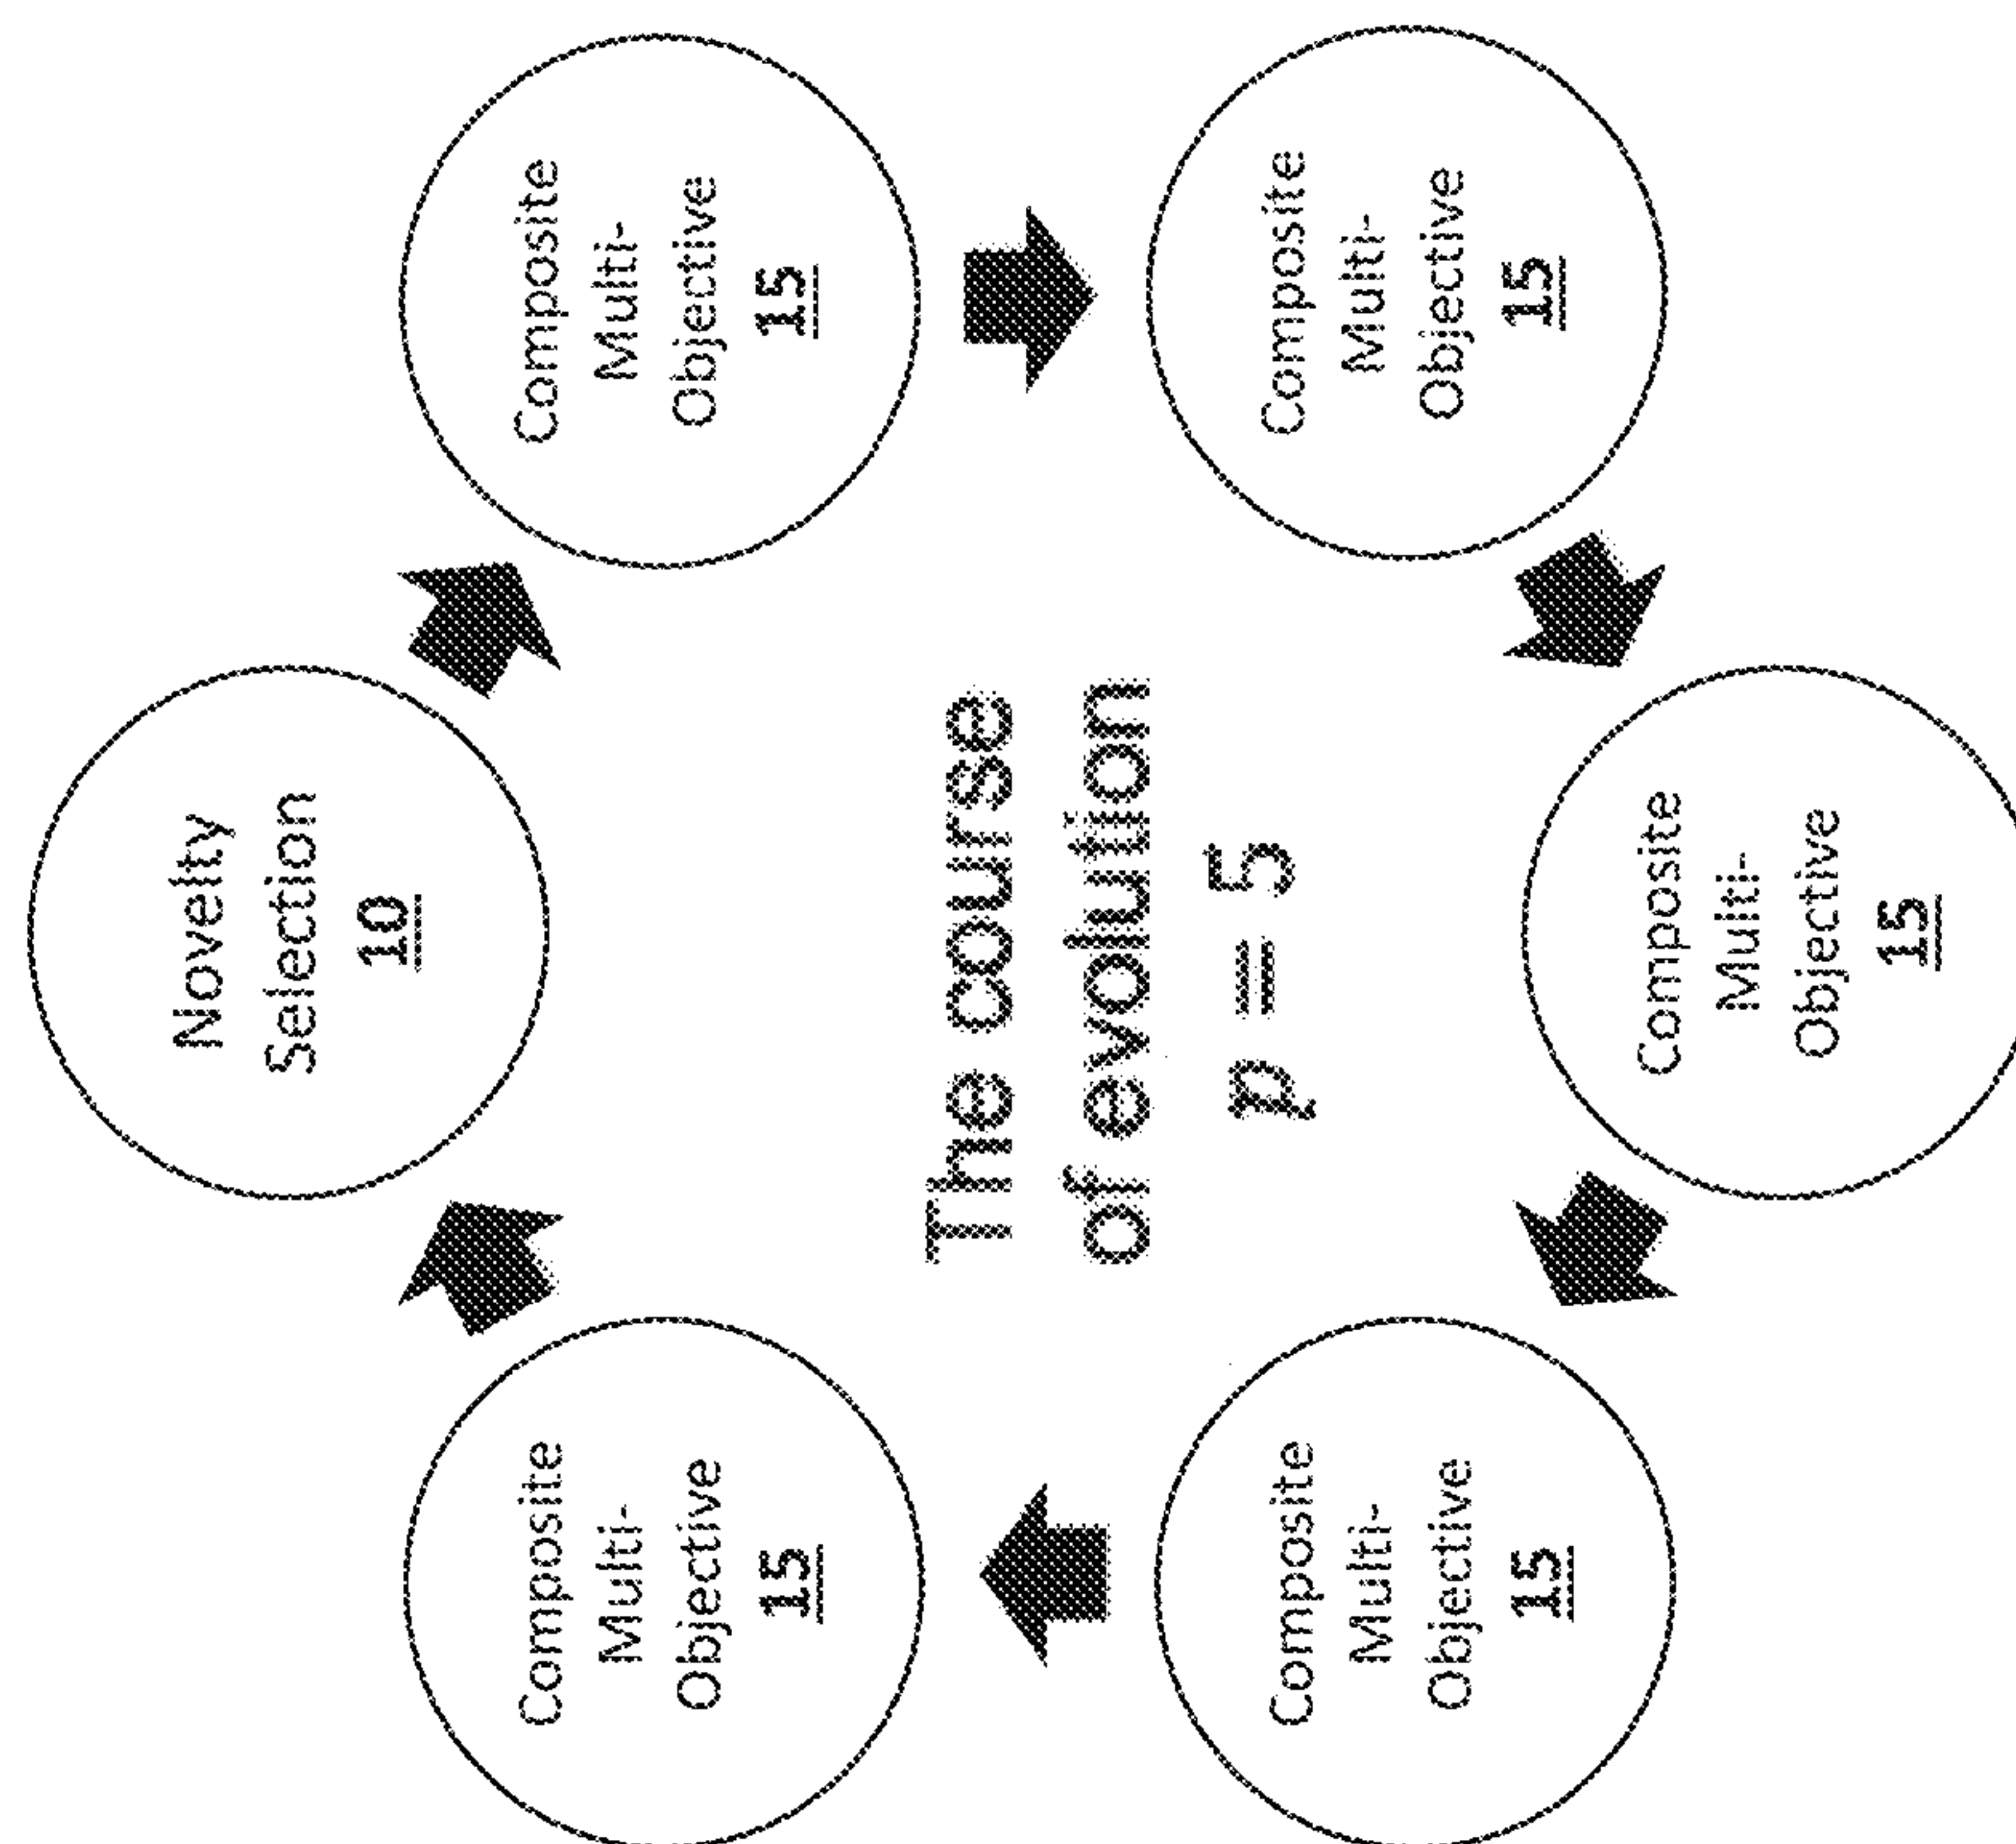 Novelty
Selection
10
Composite
Multi-
Objective
15
Composite
Multi-
Objective
15
The course
of evolution
p = 5
Composite
Multi-
Objective
15
Composite
Multi-
Objective
15
Composite
Multi-
Objective
15